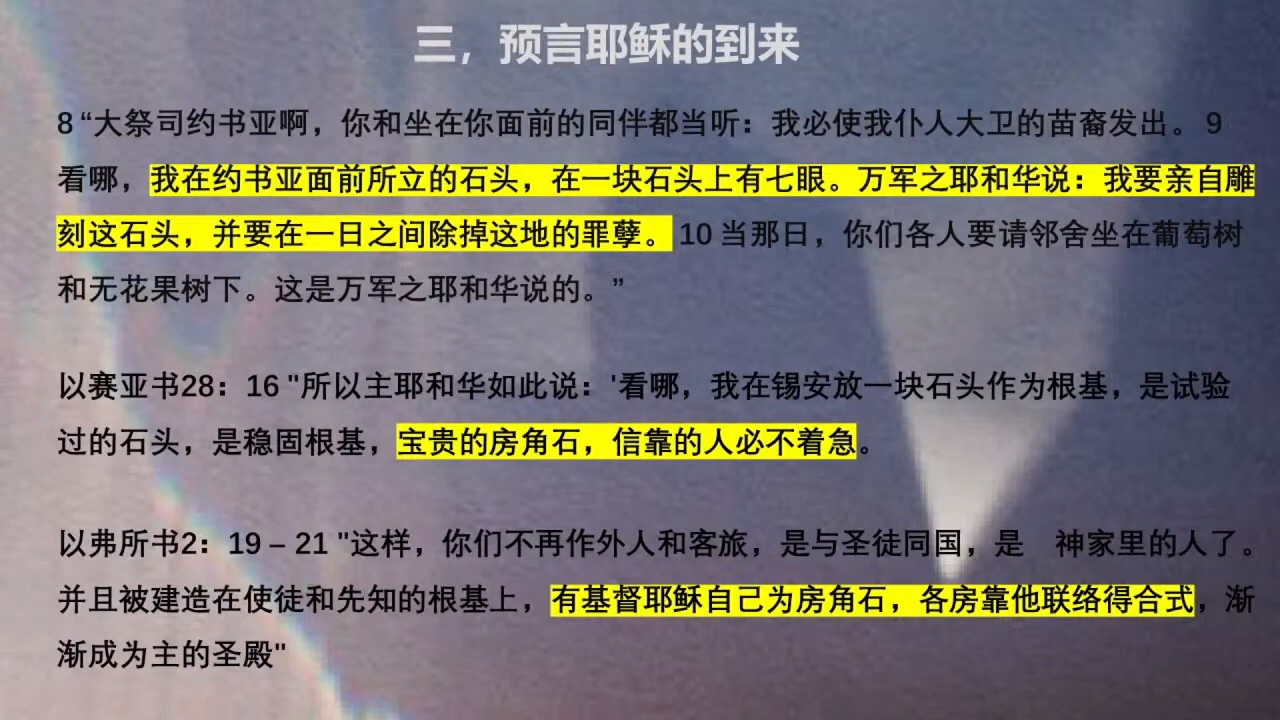 三，预言耶稣的到来
8 “大祭司约书亚啊，你和坐在你面前的同伴都当听：我必使我仆人大卫的苗裔发出。9
看哪，我在约书亚面前所立的石头，在一块石头上有七眼。万军之耶和华说：我要亲自雕
刻这石头，并要在一日之间除掉这地的罪孽。10 当那日，你们各人要请邻舍坐在葡萄树
和无花果树下。这是万军之耶和华说的。”
以赛亚书28：16 "所以主耶和华如此说：'看哪，我在锡安放一块石头作为根基，是试验
过的石头，是稳固根基，宝贵的房角石，信靠的人必不着急。
以弗所书2：19 – 21 "这样，你们不再作外人和客旅，是与圣徒同国，是　神家里的人了。
并且被建造在使徒和先知的根基上，有基督耶稣自己为房角石，各房靠他联络得合式，渐
渐成为主的圣殿"